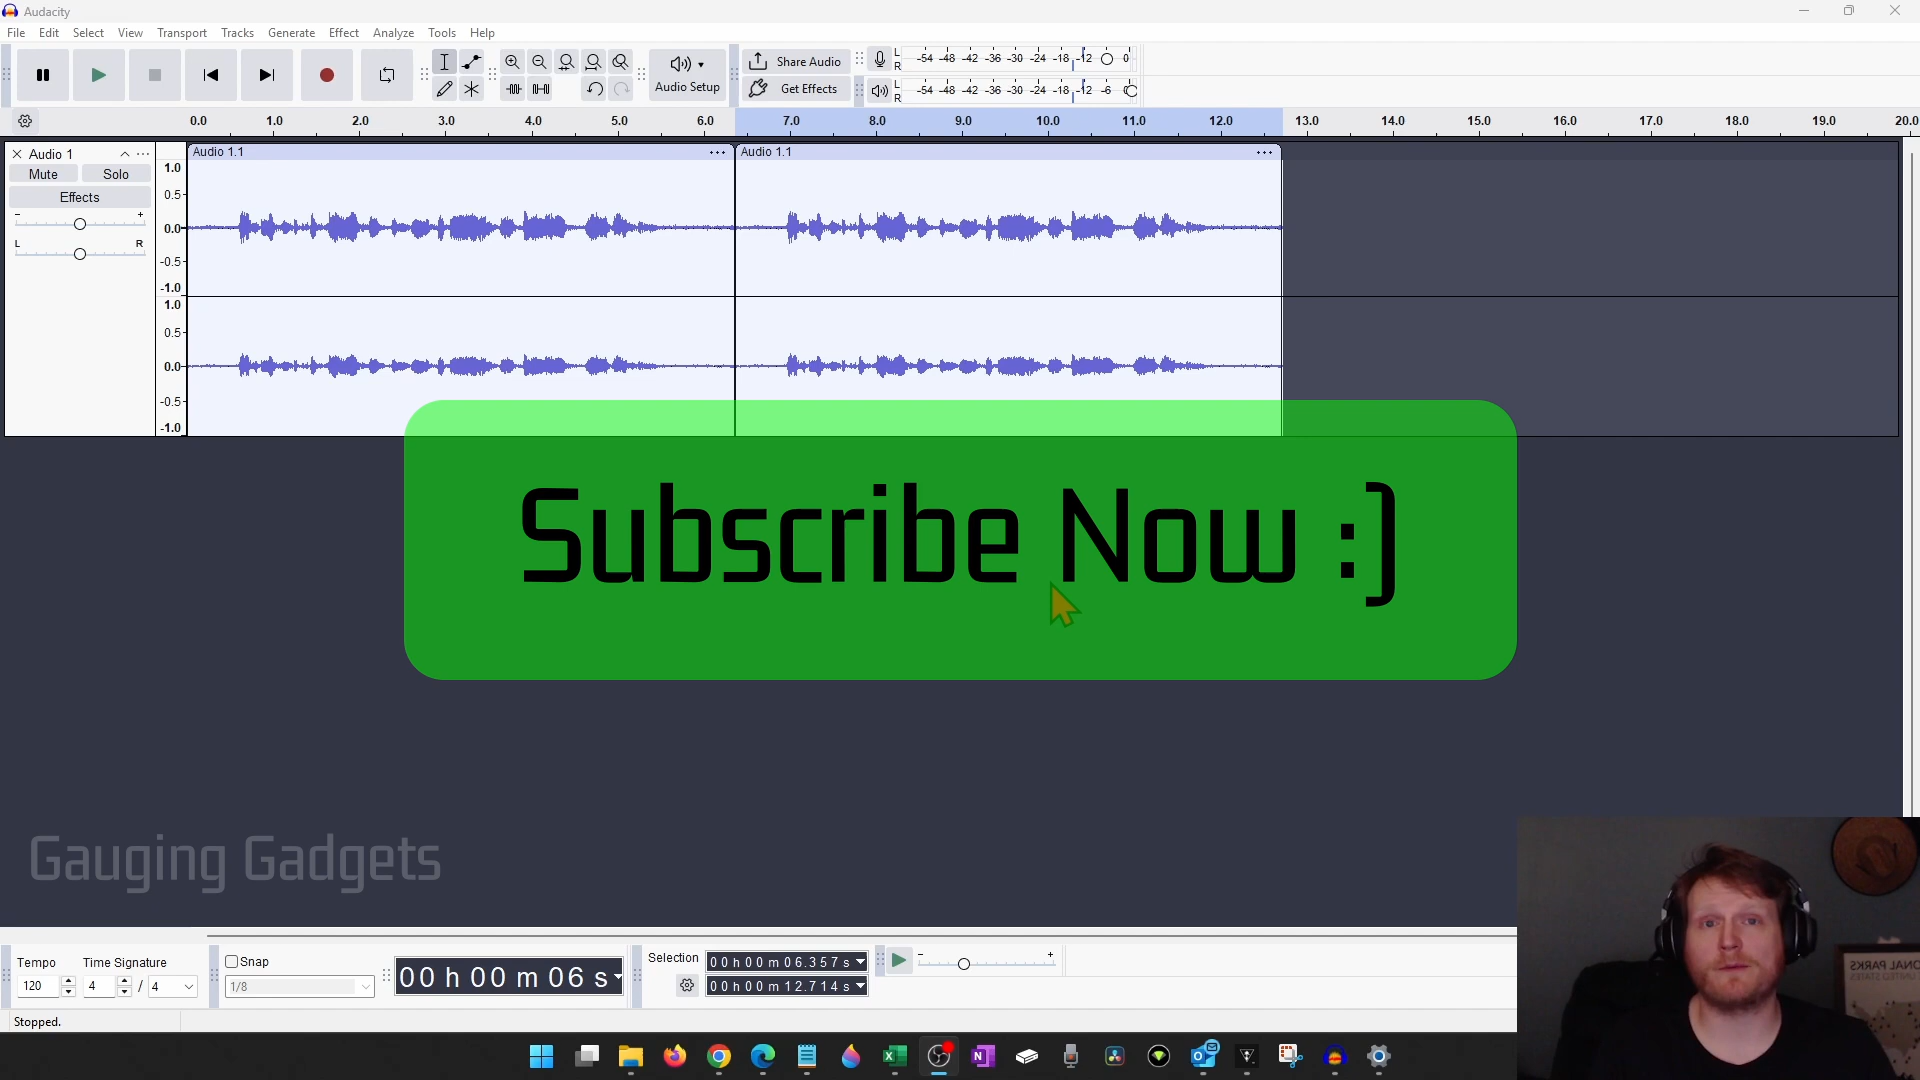 Audacity
File Edit Select View Transport Tracks Generate Effect Analyze Tools Help
Audio Setup
Share Audio
Get Effects
L
R
-54 -48 -42 -36 -30 -24 -18 -12 0
L
R
-54 -48 -42 -36 -30 -24 -18 -12 -6
0.0 1.0 2.0 3.0 4.0 5.0 6.0 7.0 8.0 9.0 10.0 11.0 12.0 13.0 14.0 15.0 16.0 17.0 18.0 19.0 20.0
Audio 1
Mute Solo
Effects
- +
L R
1.0
0.5
0.0
-0.5
-1.0
1.0
0.5
0.0
-0.5
-1.0
Audio 1.1 ...
Audio 1.1 ...
Subscribe Now :)
Gauging Gadgets
Tempo
120
Time Signature
4 / 4
Snap
1/8
00 h 00 m 06 s
Selection
00 h 00 m 06.357 s
00 h 00 m 12.714 s
- +
Stopped.
ONAL PARKS
UNITED STATES